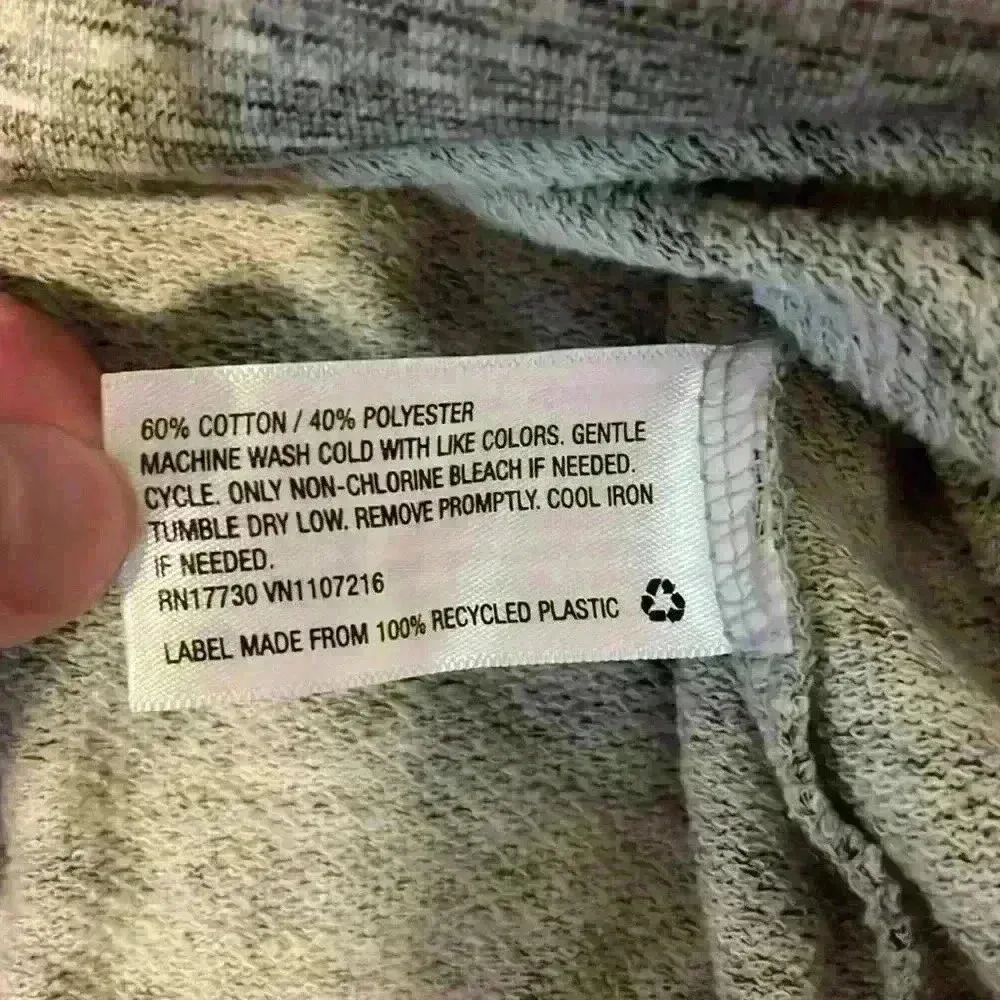 60% COTTON / 40% POLYESTER
MACHINE WASH COLD WITH LIKE COLORS. GENTLE
CYCLE. ONLY NON-CHLORINE BLEACH IF NEEDED.
TUMBLE DRY LOW. REMOVE PROMPTLY. COOL IRON
IF NEEDED.
RN17730 VN1107216
LABEL MADE FROM 100% RECYCLED PLASTIC